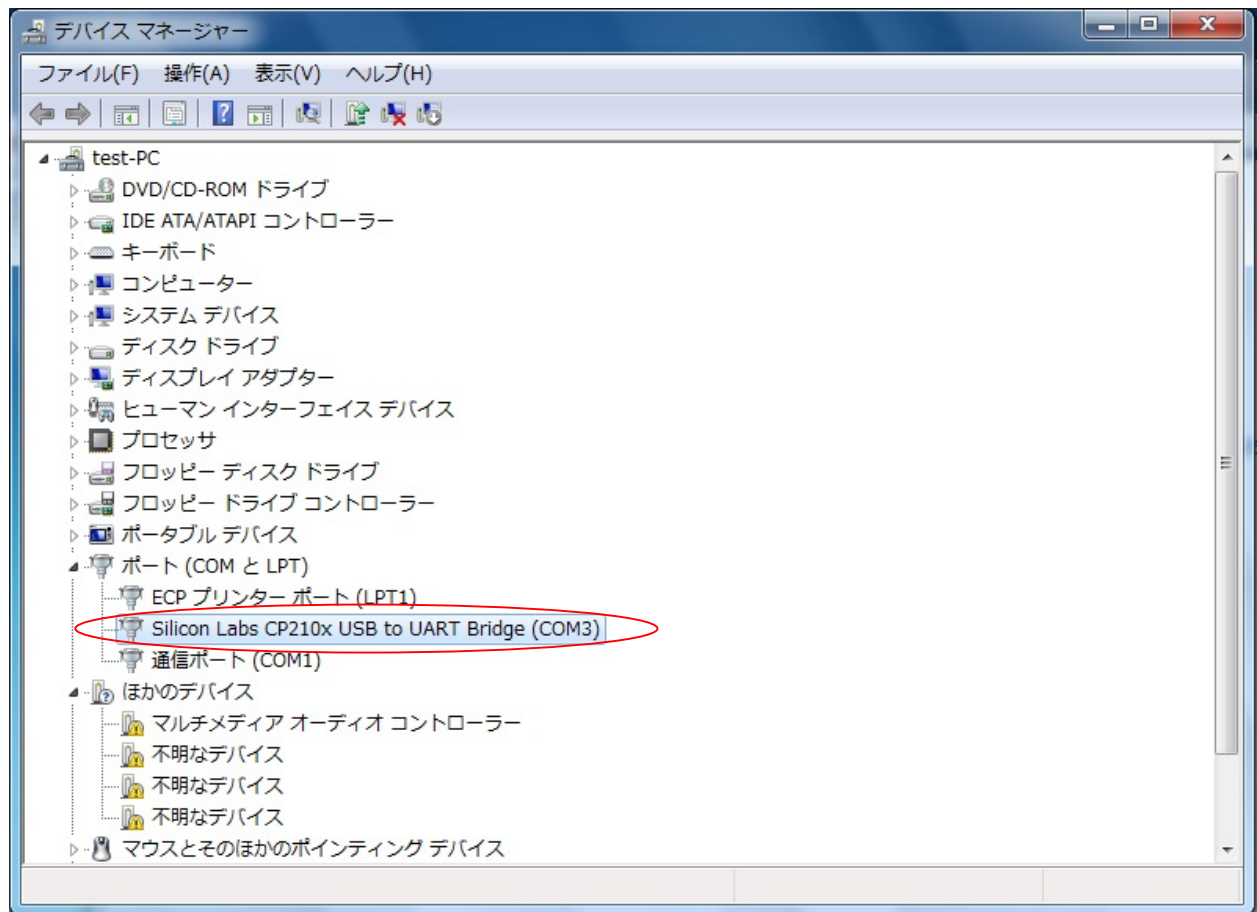 デバイス マネージャー
ファイル(F) 操作(A) 表示(V) ヘルプ(H)
test-PC
DVD/CD-ROM ドライブ
IDE ATA/ATAPI コントローラー
キーボード
コンピューター
システム デバイス
ディスク ドライブ
ディスプレイ アダプター
ヒューマン インターフェイス デバイス
プロセッサ
フロッピー ディスク ドライブ
フロッピー ドライブ コントローラー
ポータブル デバイス
ポート (COM と LPT)
ECP プリンター ポート (LPT1)
Silicon Labs CP210x USB to UART Bridge (COM3)
通信ポート (COM1)
ほかのデバイス
マルチメディア オーディオ コントローラー
不明なデバイス
不明なデバイス
不明なデバイス
マウスとそのほかのポインティング デバイス